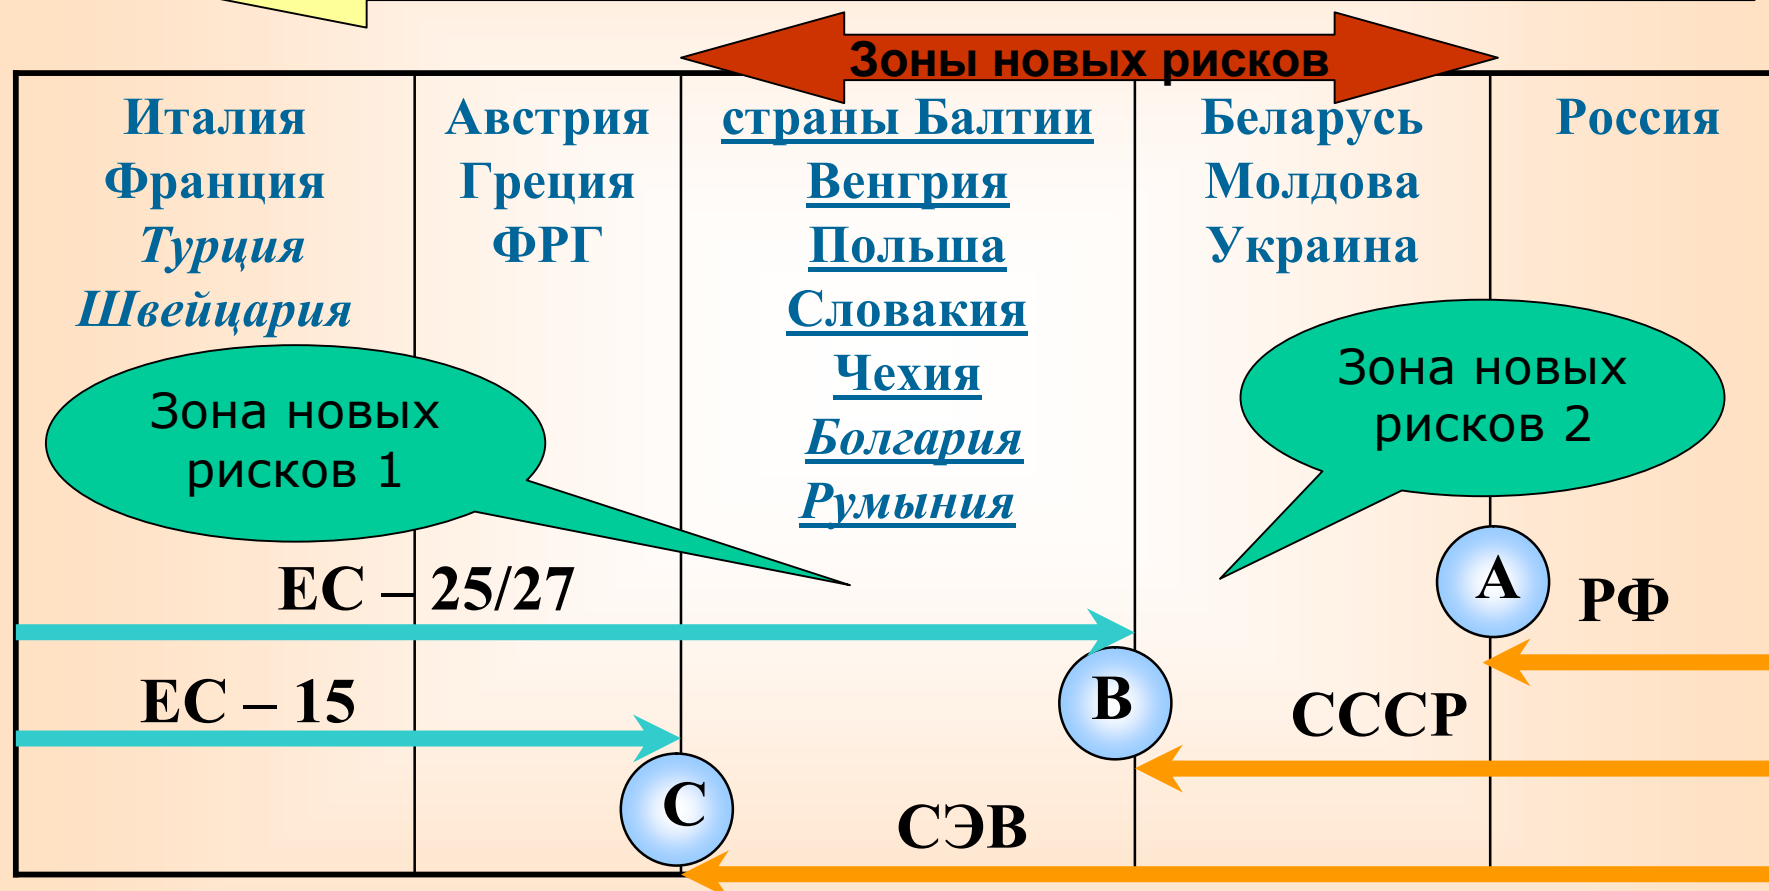 Зоны новых рисков
Италия
Франция
Турция
Швейцария
Австрия
Греция
ФРГ
страны Балтии
Венгрия
Польша
Словакия
Чехия
Болгария
Румыния
Беларусь
Молдова
Украина
Россия
Зона новых
рисков 1
Зона новых
рисков 2
ЕС – 25/27
А
РФ
ЕС – 15
В
СССР
С
СЭВ